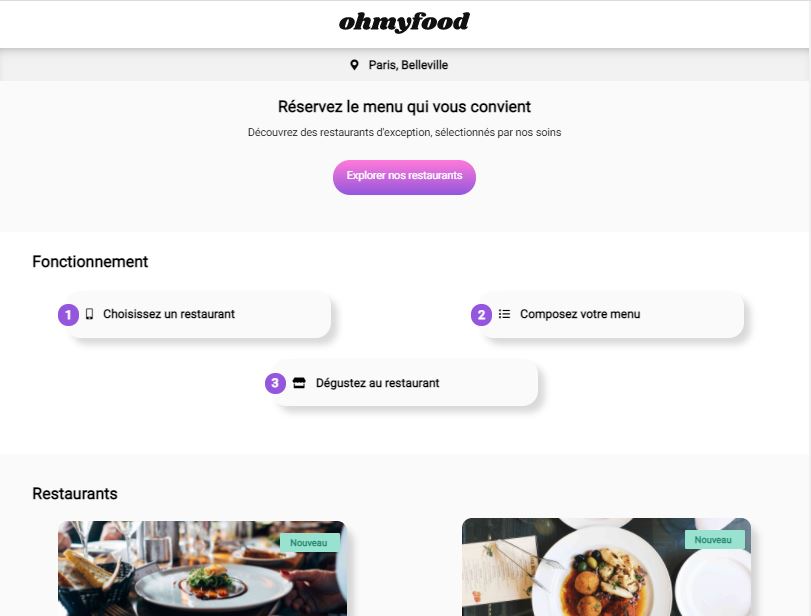 ohmyfood
Paris, Belleville
Réservez le menu qui vous convient
Découvrez des restaurants d'exception, sélectionnés par nos soins
Explorer nos restaurants
Fonctionnement
1 Choisissez un restaurant
2 Composez votre menu
3 Dégustez au restaurant
Restaurants
Nouveau
Nouveau